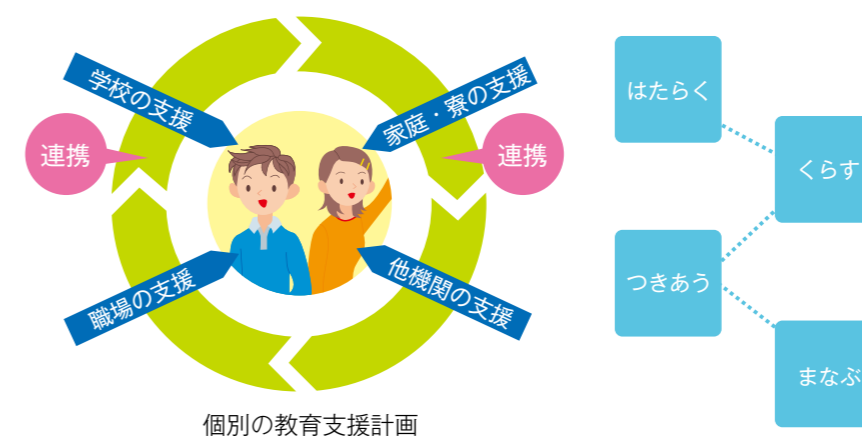 学校の支援
家庭・寮の支援
連携
連携
職場の支援
他機関の支援
個別の教育支援計画
はたらく
くらす
つきあう
まなぶ